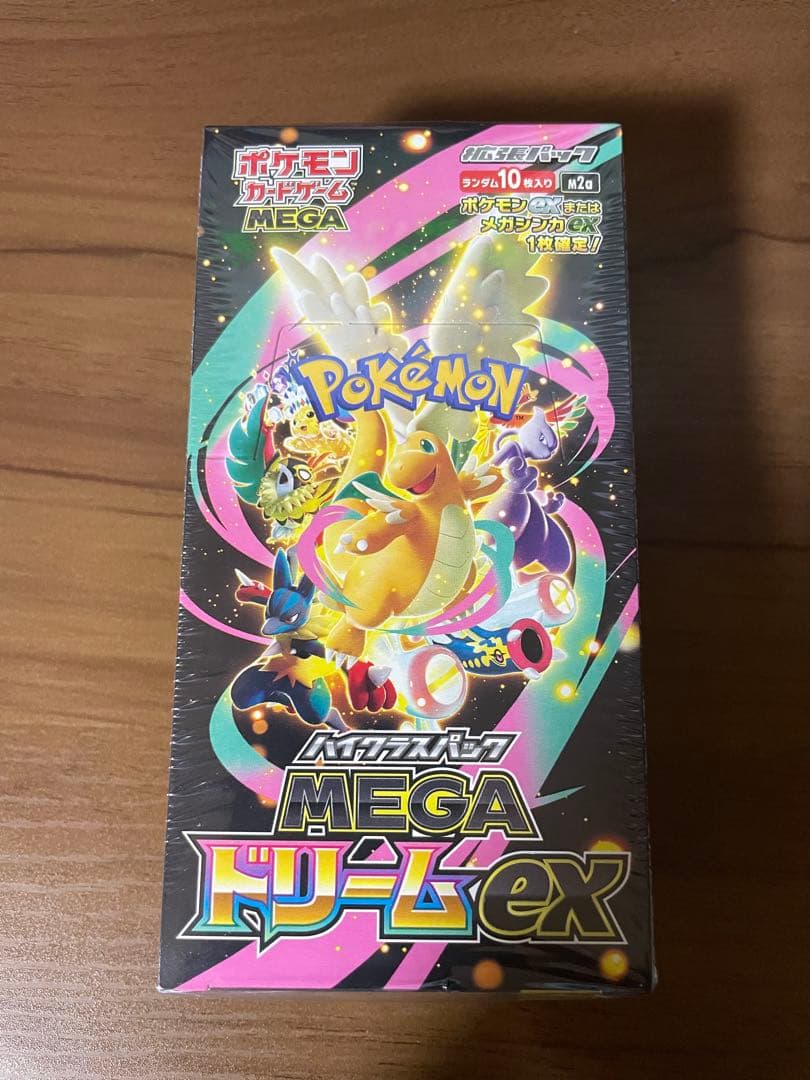 ポケモン
カードゲーム
MEGA
拡張パック
ランダム10枚入り M2a
ポケモンexまたは
メガシンカex
1枚確定!
POKéMON
TM
ハイクラスパック
MEGA
ドリームex